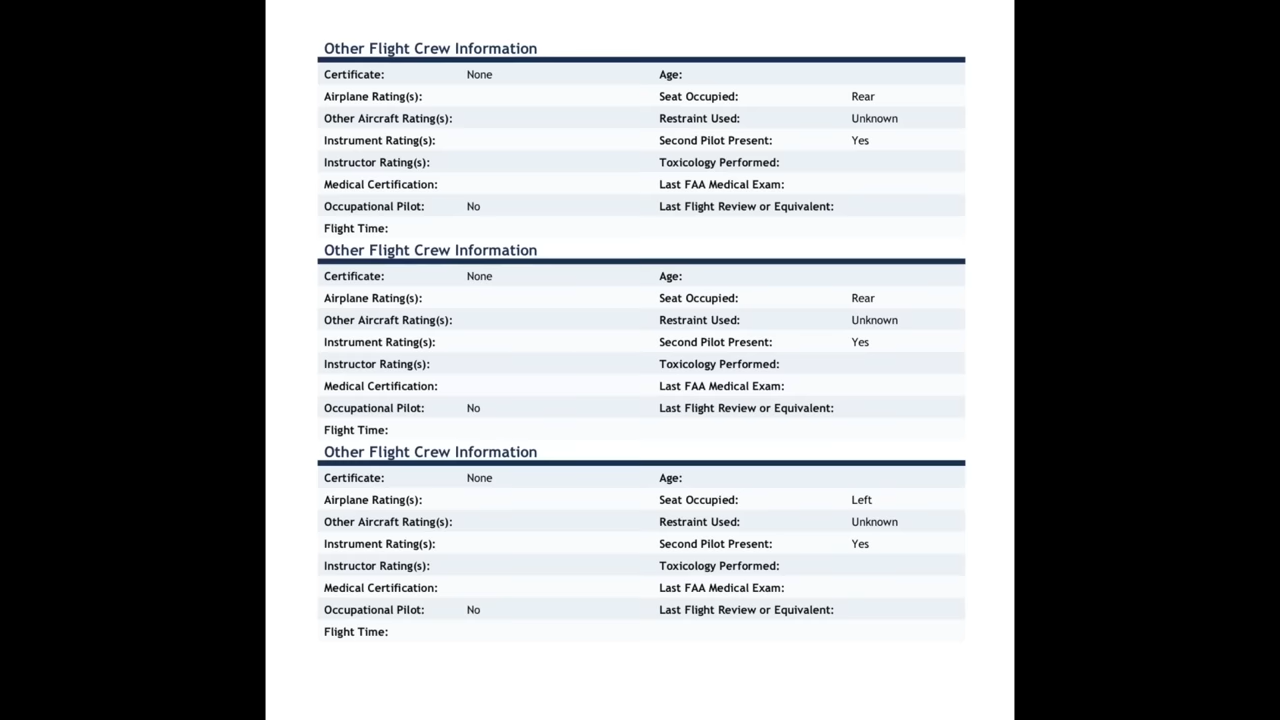 Other Flight Crew Information
Certificate: None Age:
Airplane Rating(s): Seat Occupied: Rear
Other Aircraft Rating(s): Restraint Used: Unknown
Instrument Rating(s): Second Pilot Present: Yes
Instructor Rating(s): Toxicology Performed:
Medical Certification: Last FAA Medical Exam:
Occupational Pilot: No Last Flight Review or Equivalent:
Flight Time:
Other Flight Crew Information
Certificate: None Age:
Airplane Rating(s): Seat Occupied: Rear
Other Aircraft Rating(s): Restraint Used: Unknown
Instrument Rating(s): Second Pilot Present: Yes
Instructor Rating(s): Toxicology Performed:
Medical Certification: Last FAA Medical Exam:
Occupational Pilot: No Last Flight Review or Equivalent:
Flight Time:
Other Flight Crew Information
Certificate: None Age:
Airplane Rating(s): Seat Occupied: Left
Other Aircraft Rating(s): Restraint Used: Unknown
Instrument Rating(s): Second Pilot Present: Yes
Instructor Rating(s): Toxicology Performed:
Medical Certification: Last FAA Medical Exam:
Occupational Pilot: No Last Flight Review or Equivalent:
Flight Time: